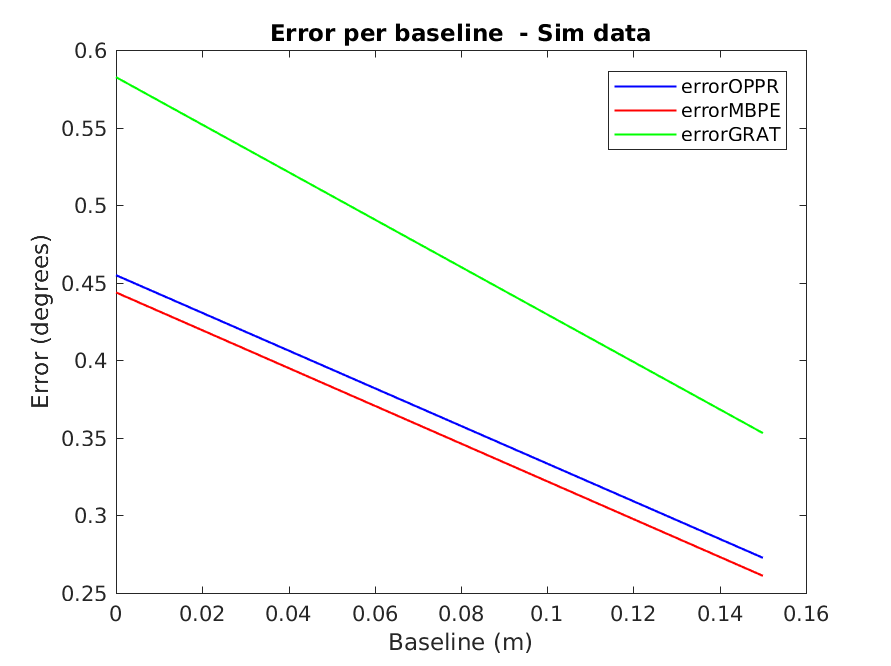 Error per baseline  - Sim data
errorOPPR
errorMBPE
errorGRAT
Error (degrees)
0.6
0.55
0.5
0.45
0.4
0.35
0.3
0.25
0 0.02 0.04 0.06 0.08 0.1 0.12 0.14 0.16
Baseline (m)